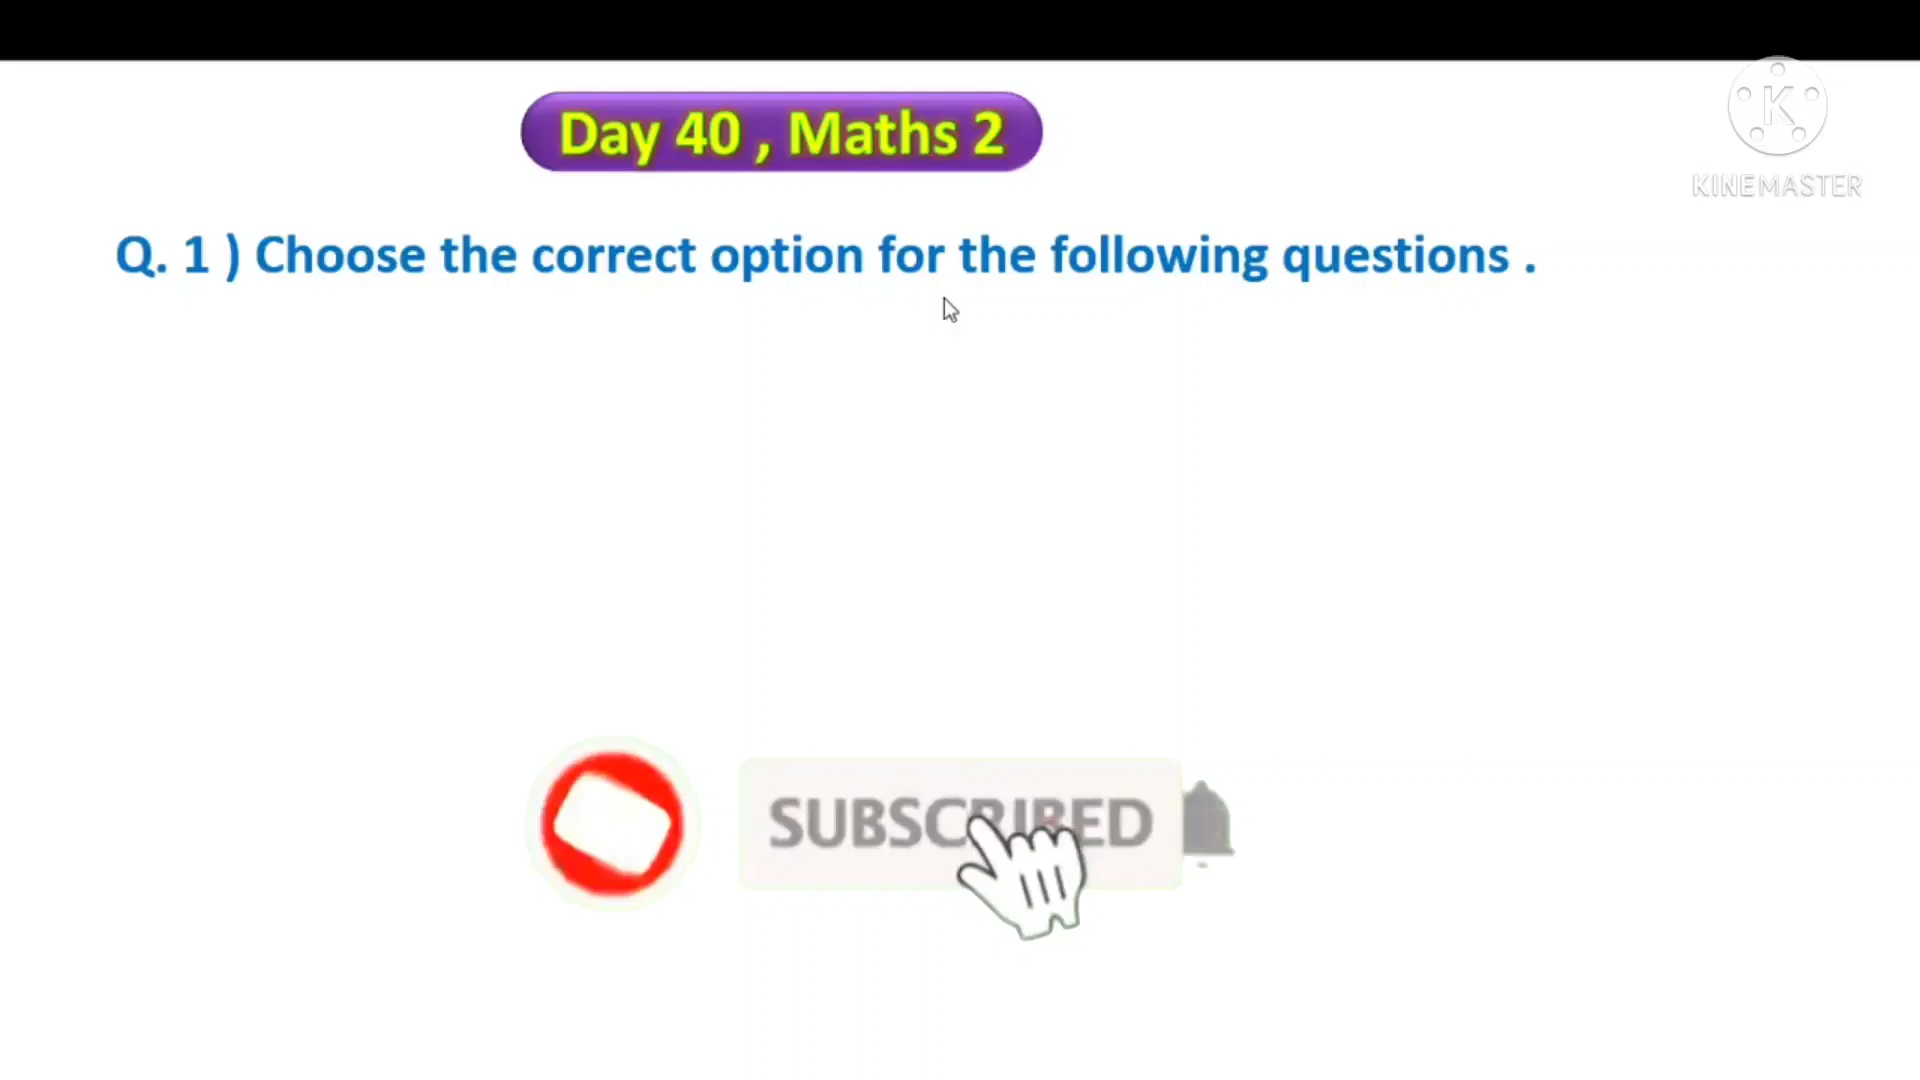 Day 40 , Maths 2
KINEMASTER
Q. 1 ) Choose the correct option for the following questions .
SUBSCRIBED